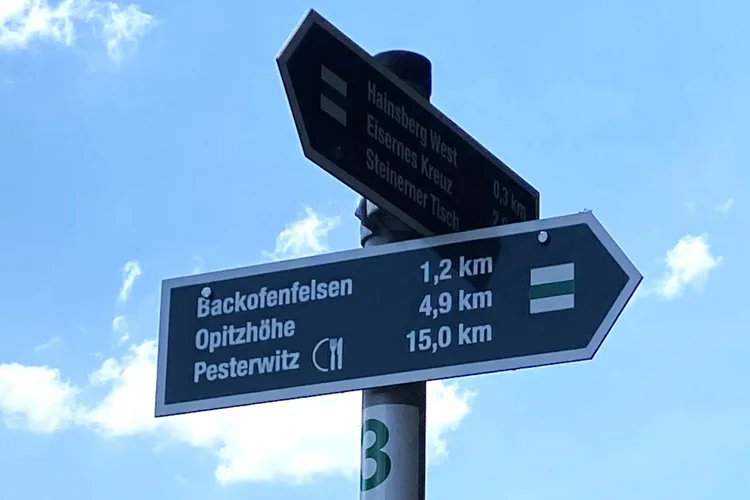 Hainsberg West 0,3 km
Eisernes Kreuz
Steinerner Tisch
Backofenfelsen 1,2 km
Opitzhöhe 4,9 km
Pesterwitz 15,0 km
3